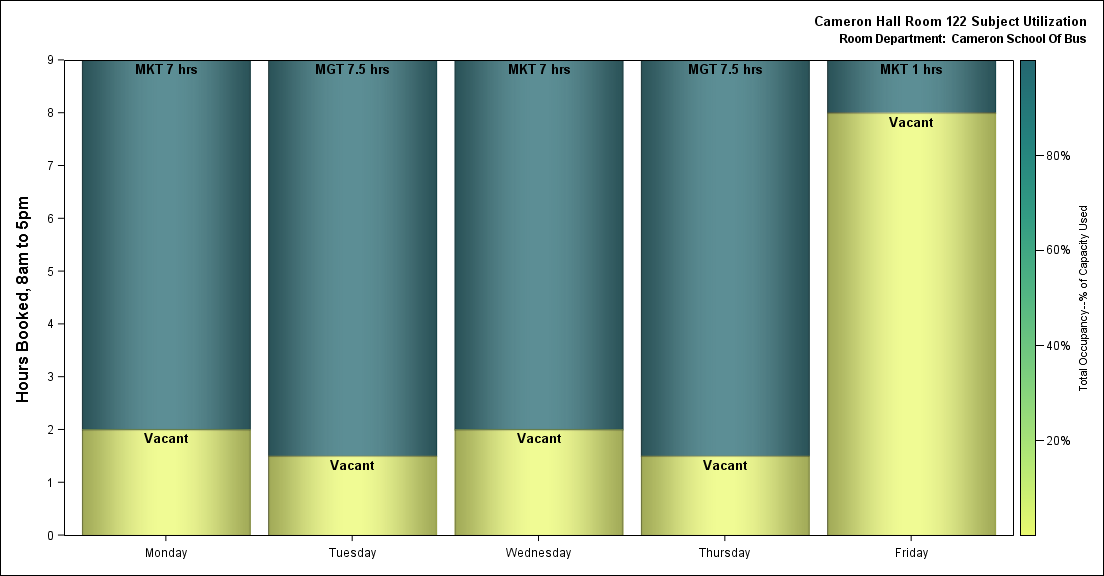 Cameron Hall Room 122 Subject Utilization
Room Department: Cameron School Of Bus
Hours Booked, 8am to 5pm
9
8
7
6
5
4
3
2
1
0
MKT 7 hrs
MGT 7.5 hrs
MKT 7 hrs
MGT 7.5 hrs
MKT 1 hrs
Vacant
Vacant
Vacant
Vacant
Vacant
Monday
Tuesday
Wednesday
Thursday
Friday
80%
60%
40%
20%
Total Occupancy--% of Capacity Used